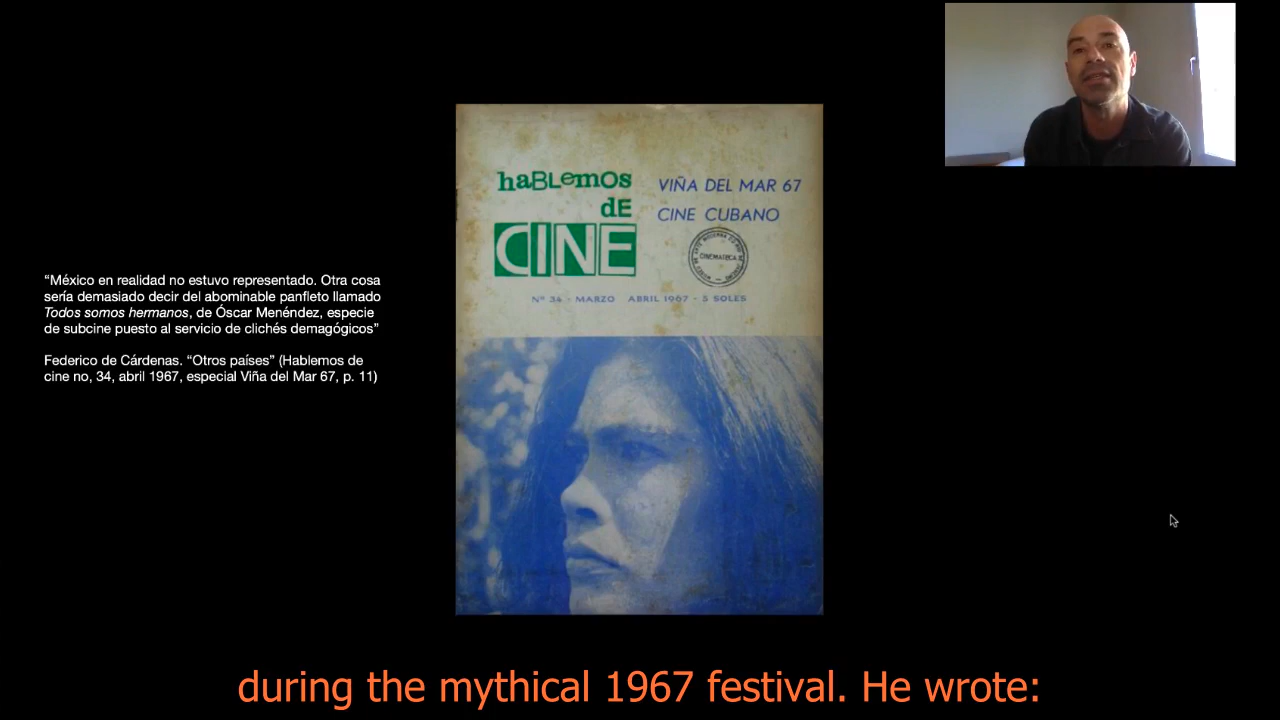 “México en realidad no estuvo representado. Otra cosa
sería demasiado decir del abominable panfleto llamado
Todos somos hermanos, de Óscar Menéndez, especie
de subcine puesto al servicio de clichés demagógicos”
Federico de Cárdenas. “Otros países” (Hablemos de
cine no, 34, abril 1967, especial Viña del Mar 67, p. 11)
haBLemos
dE
CINE
VIÑA DEL MAR 67
CINE CUBANO
CINEMATECA
Nº 34 · MARZO ABRIL 1967 · 5 SOLES
during the mythical 1967 festival. He wrote: